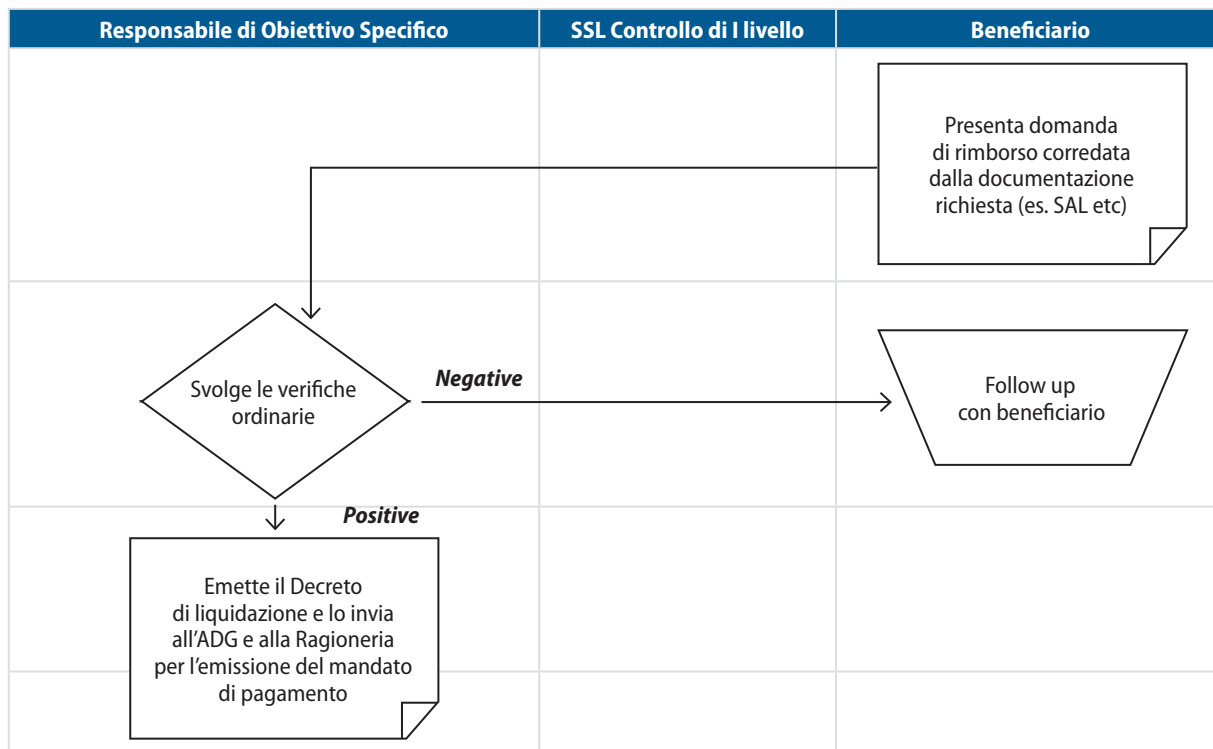 Responsabile di Obiettivo Specifico
SSL Controllo di I livello
Beneficiario
Presenta domanda
di rimborso corredata
dalla documentazione
richiesta (es. SAL etc)
Svolge le verifiche
ordinarie
Negative
Follow up
con beneficiario
Positive
Emette il Decreto
di liquidazione e lo invia
all’ADG e alla Ragioneria
per l’emissione del mandato
di pagamento